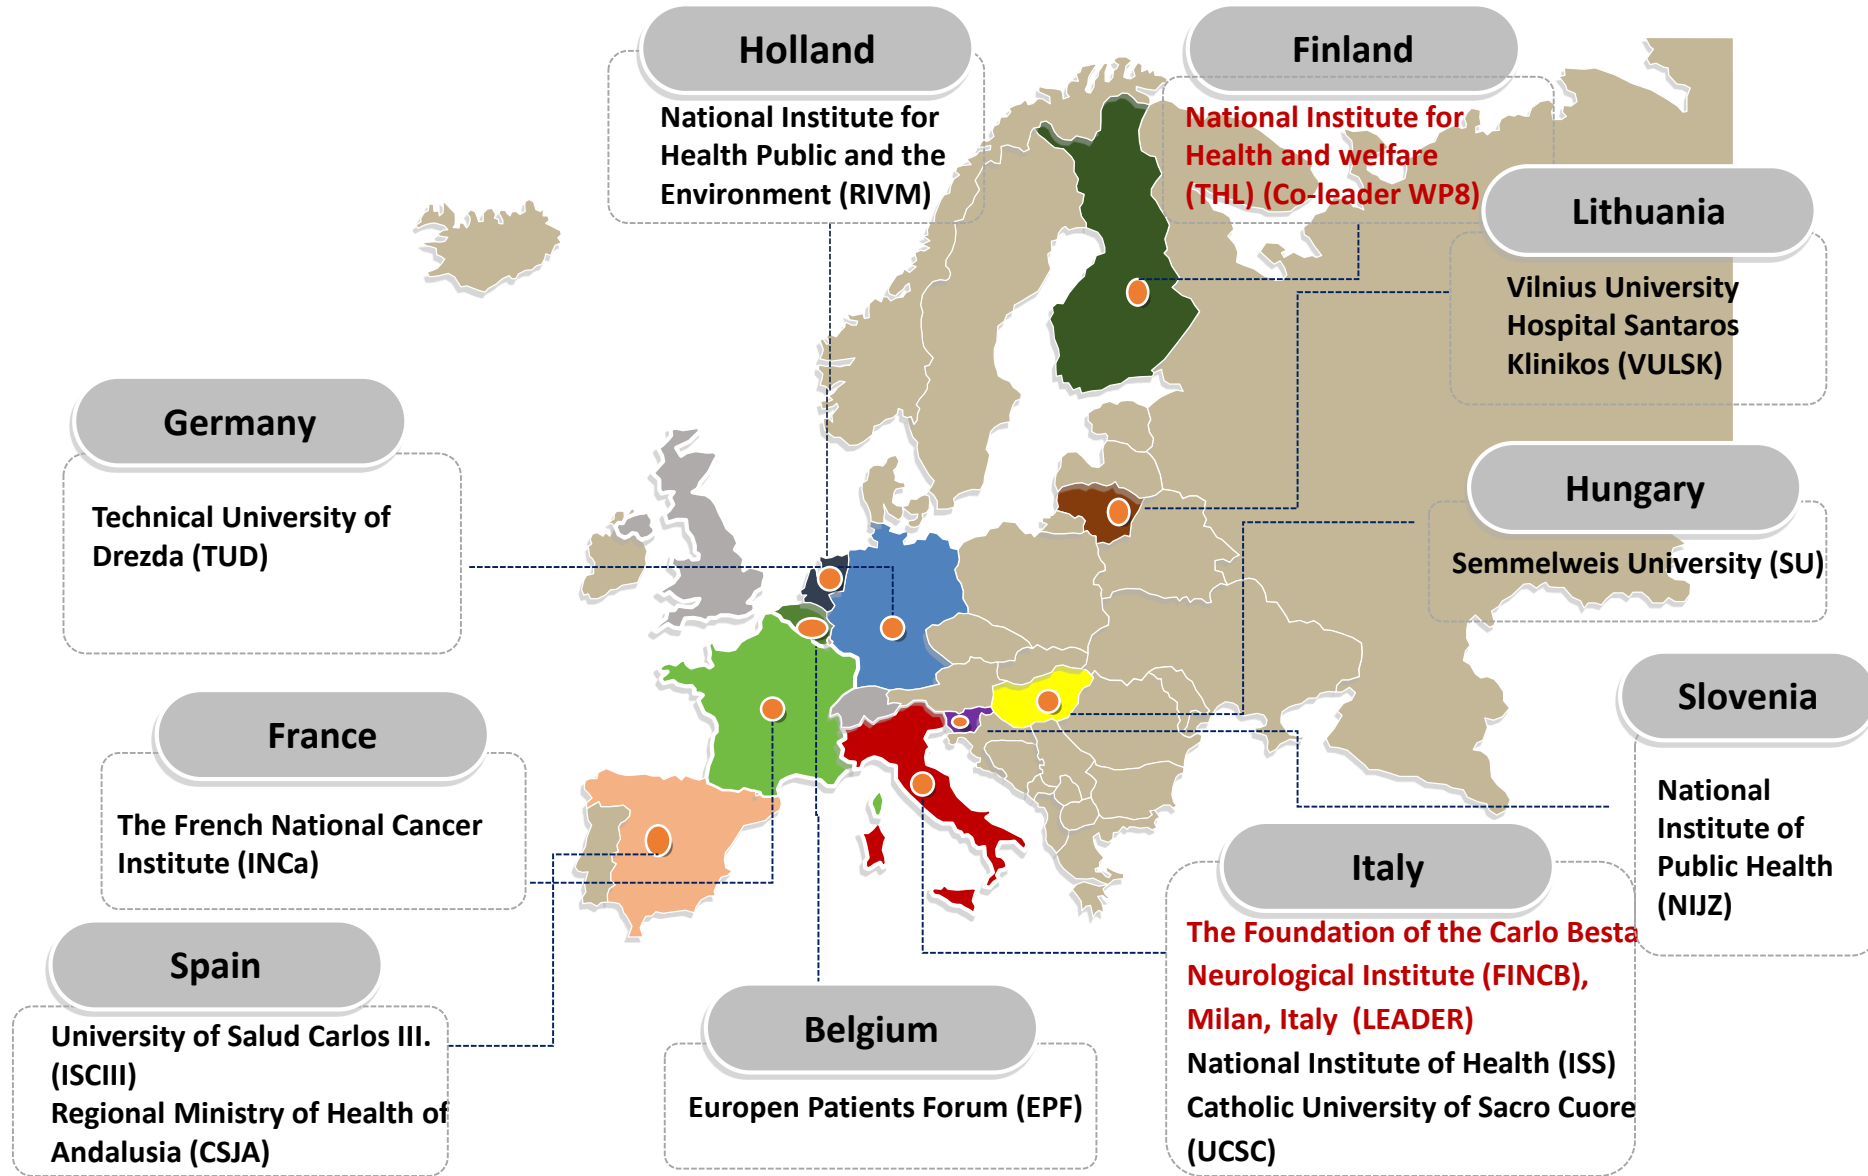 Holland
National Institute for
Health Public and the
Environment (RIVM)
Finland
National Institute for
Health and welfare
(THL) (Co-leader WP8)
Lithuania
Vilnius University
Hospital Santaros
Klinikos (VULSK)
Germany
Technical University of
Drezda (TUD)
Hungary
Semmelweis University (SU)
France
The French National Cancer
Institute (INCa)
Slovenia
National
Institute of
Public Health
(NIJZ)
Spain
University of Salud Carlos III.
(ISCIII)
Regional Ministry of Health of
Andalusia (CSJA)
Belgium
Europen Patients Forum (EPF)
Italy
The Foundation of the Carlo Besta
Neurological Institute (FINCB),
Milan, Italy (LEADER)
National Institute of Health (ISS)
Catholic University of Sacro Cuore
(UCSC)